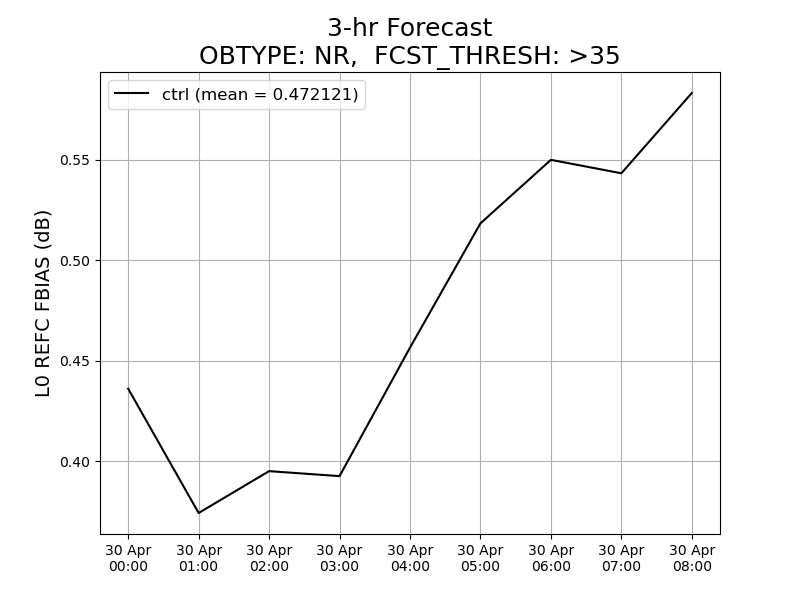 3-hr Forecast
OBTYPE: NR,  FCST_THRESH: >35
ctrl (mean = 0.472121)
L0 REFC FBIAS (dB)
0.55
0.50
0.45
0.40
30 Apr 30 Apr 30 Apr 30 Apr 30 Apr 30 Apr 30 Apr 30 Apr 30 Apr
00:00 01:00 02:00 03:00 04:00 05:00 06:00 07:00 08:00